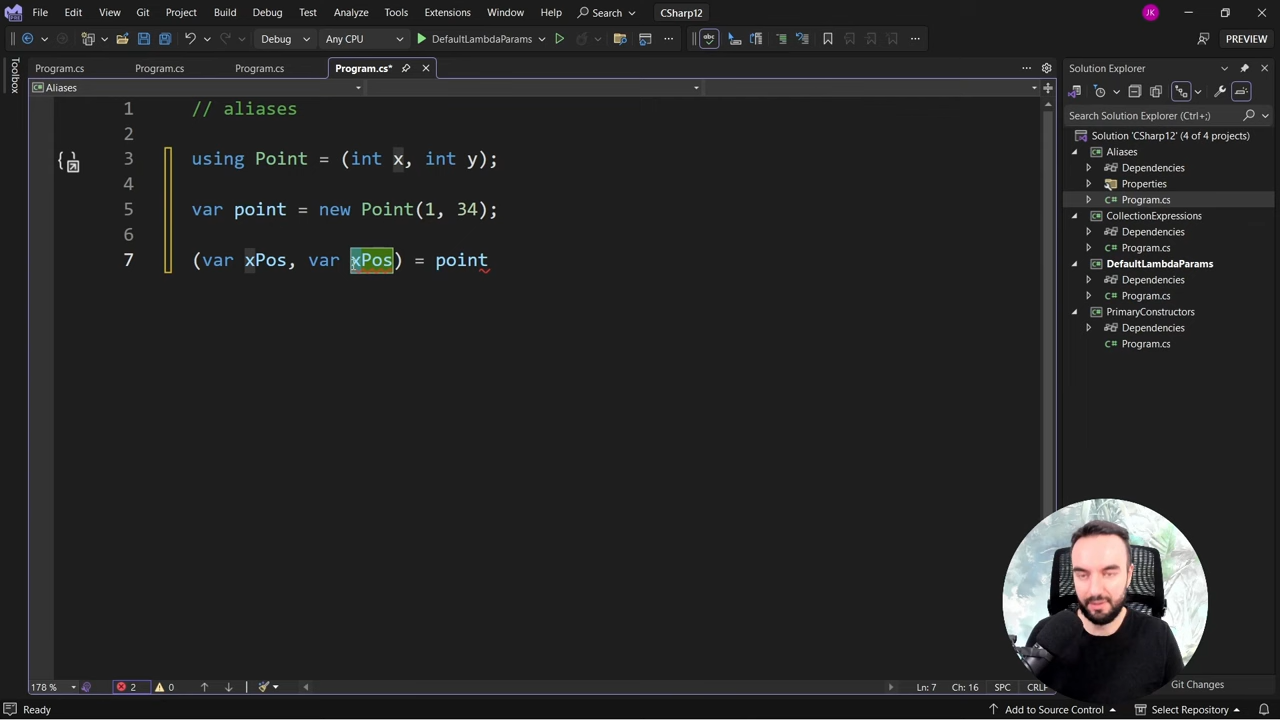 File Edit View Git Project Build Debug Test Analyze Tools Extensions Window Help Search CSharp12 JK
Debug Any CPU DefaultLambdaParams PREVIEW
Toolbox
Program.cs Program.cs Program.cs Program.cs*
Aliases
1 // aliases
2
3 using Point = (int x, int y);
4
5 var point = new Point(1, 34);
6
7 (var xPos, var xPos) = point
Solution Explorer
Search Solution Explorer (Ctrl+;)
Solution 'CSharp12' (4 of 4 projects)
Aliases
Dependencies
Properties
C# Program.cs
CollectionExpressions
Dependencies
C# Program.cs
DefaultLambdaParams
Dependencies
C# Program.cs
PrimaryConstructors
Dependencies
C# Program.cs
178 % 2 0 Ln: 7 Ch: 16 SPC CRLF
Git Changes
Ready Add to Source Control Select Repository